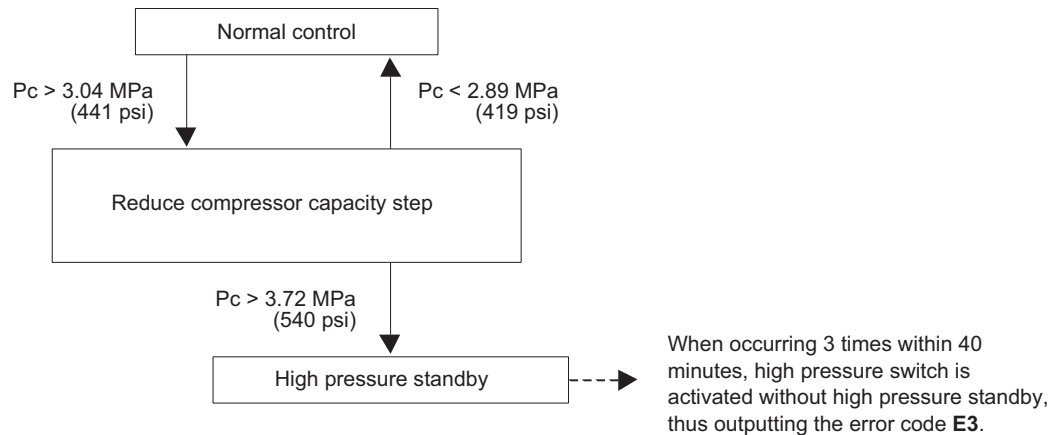 Normal control
Pc > 3.04 MPa
(441 psi)
Pc < 2.89 MPa
(419 psi)
Reduce compressor capacity step
Pc > 3.72 MPa
(540 psi)
High pressure standby
When occurring 3 times within 40
minutes, high pressure switch is
activated without high pressure standby,
thus outputting the error code E3.